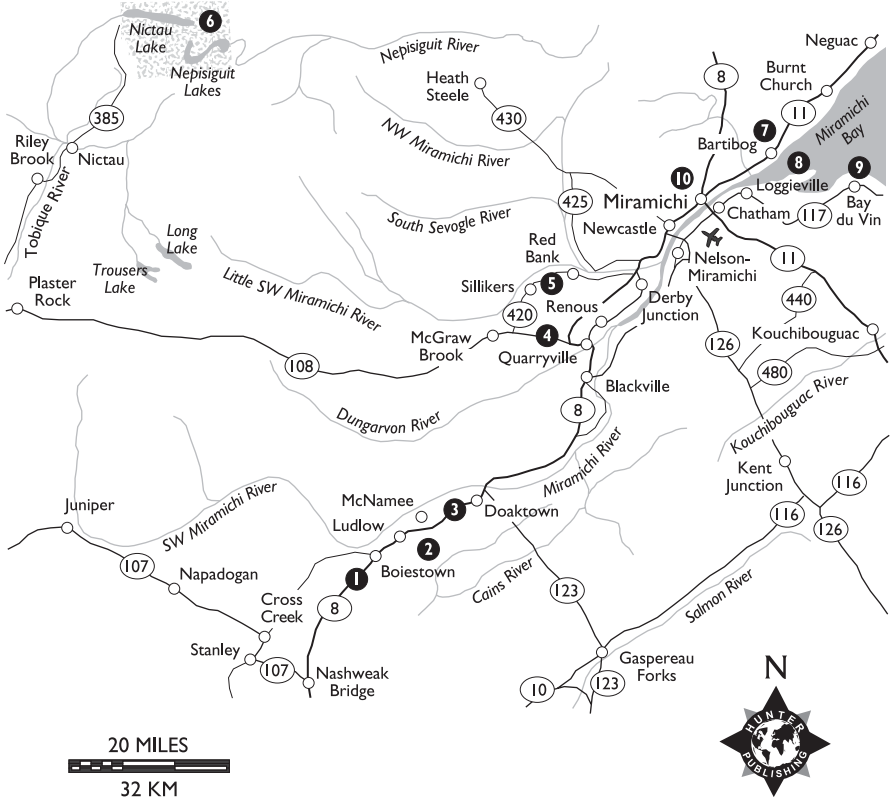 6
Nictau
Lake
Nepisiguit
Lakes
Nepisiguit River
Neguac
8
Heath
Steele
Burnt
Church
385
430
11
Miramichi
Bay
Riley
Brook
Nictau
NW Miramichi River
7
Bartibog
8
9
10
Loggieville
Tobique River
425
Miramichi
Chatham
117
Bay
du Vin
Long
Lake
South Sevogle River
Newcastle
Red
Bank
Nelson-
Miramichi
11
Trousers
Lake
Little SW Miramichi River
Sillikers
5
Plaster
Rock
Renous
Derby
Junction
440
420
McGraw
Brook
4
Quarryville
126
Kouchibouguac
108
480
Blackville
Dungarvon River
8
Kouchibouguac River
Miramichi River
Kent
Junction
116
SW Miramichi River
McNamee
Juniper
Ludlow
3
Doaktown
116
126
2
107
Boiestown
1
Napadogan
Cains River
123
Salmon River
Cross
Creek
8
Stanley
107
Nashweak
Bridge
Gaspereau
Forks
10
123
N
HUNTER
PUBLISHING
20 MILES
32 KM